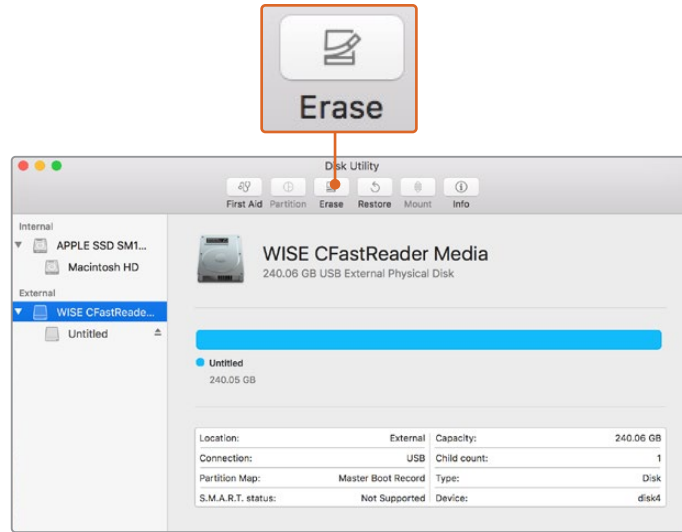 Erase
Disk Utility
First Aid Partition Erase Restore Mount Info
Internal
APPLE SSD SM1...
Macintosh HD
External
WISE CFastReade...
Untitled
WISE CFastReader Media
240.06 GB USB External Physical Disk
Untitled
240.05 GB
Location: External Capacity: 240.06 GB
Connection: USB Child count: 1
Partition Map: Master Boot Record Type: Disk
S.M.A.R.T. status: Not Supported Device: disk4